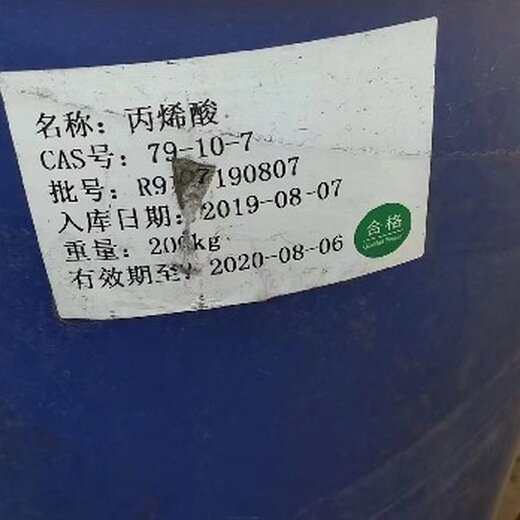 名称：丙烯酸
CAS号：79-10-7
批号：
入库日期：2019-08-07
重量：200kg
有效期至：2020-08-06
合格